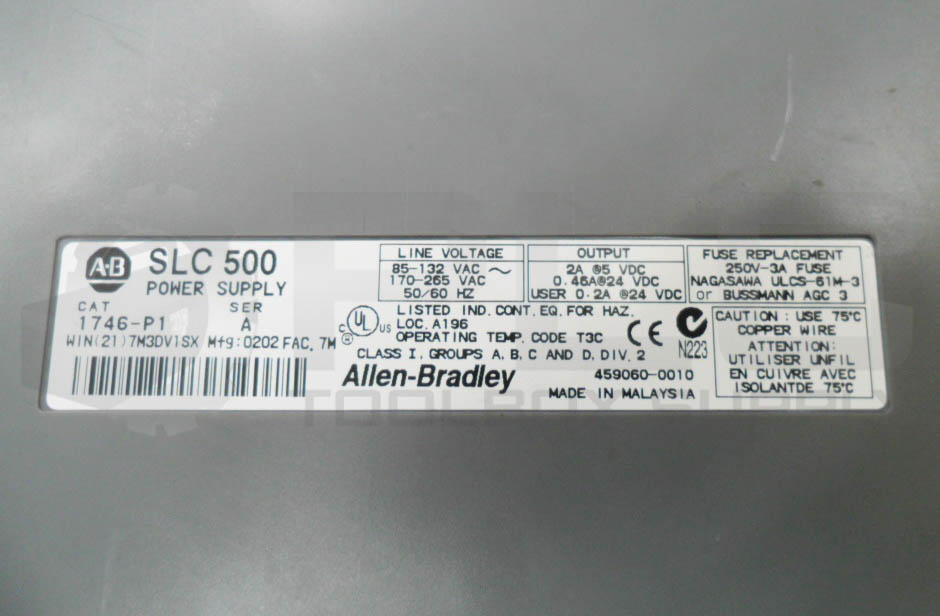 A-B SLC 500
POWER SUPPLY
CAT SER
1746-P1 A
WIN(21)7M3DV1SX Mfg:0202 FAC. 7M
LINE VOLTAGE
85-132 VAC ~
170-265 VAC
50/60 HZ
OUTPUT
2A @5 VDC
0.46A@24 VDC
USER 0.2A @24 VDC
FUSE REPLACEMENT
250V-3A FUSE
NAGASAWA ULCS-61M-3
or BUSSMANN AGC 3
C UL US
®
LISTED IND. CONT. EQ. FOR HAZ.
LOC. A196
OPERATING TEMP. CODE T3C
CLASS I, GROUPS A, B, C AND D, DIV. 2
CE
N223
Allen-Bradley
459060-0010
MADE IN MALAYSIA
CAUTION: USE 75°C
COPPER WIRE
ATTENTION:
UTILISER UNFIL
EN CUIVRE AVEC
ISOLANTDE 75°C
TOOLBOX SUPPLY